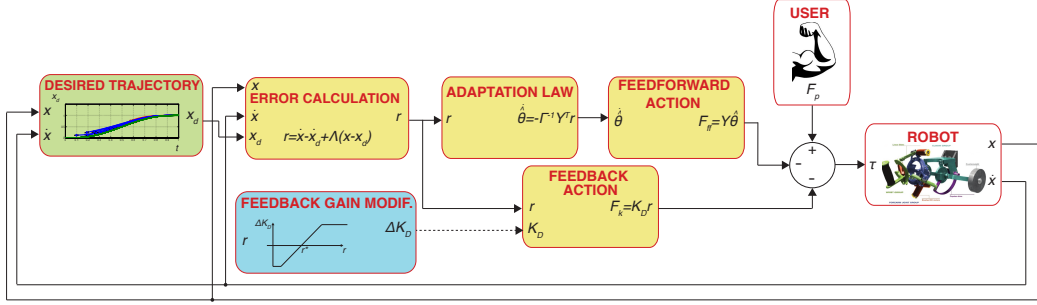 USER
F_p
DESIRED TRAJECTORY
x_d
x
ẋ
x_d
t
x
ERROR CALCULATION
ẋ
r
x_d
r=ẋ-ẋ_d+Λ(x-x_d)
ADAPTATION LAW
r
θ̂̇=-Γ⁻¹Yᵀr
FEEDFORWARD
ACTION
θ̂̇
F_ff=Yθ̂
+
-
-
ROBOT
τ
x
ẋ
FEEDBACK
ACTION
r
F_k=K_D r
K_D
FEEDBACK GAIN MODIF.
ΔK_D
r
r*
r
ΔK_D